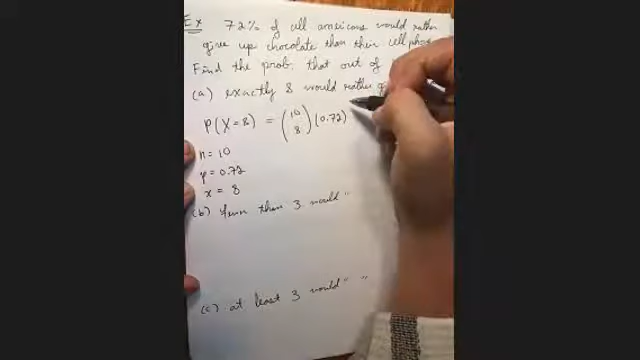 Ex 72% of all americans would rather
give up chocolate than their cell phon
Find the prob. that out of
(a) exactly 8 would rather g
P(X=8) = (10 8)(0.72)
n = 10
p = 0.72
x = 8
(b) fewer than 3 would "
(c) at least 3 would " "